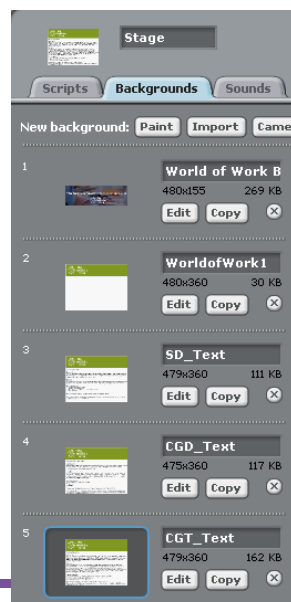 Stage
Scripts Backgrounds Sounds
New background: Paint Import Came
1
World of Work B
480x155 269 KB
Edit Copy
2
WorldofWork1
480x360 30 KB
Edit Copy
3
SD_Text
479x360 111 KB
Edit Copy
4
CGD_Text
475x360 117 KB
Edit Copy
5
CGT_Text
479x360 162 KB
Edit Copy